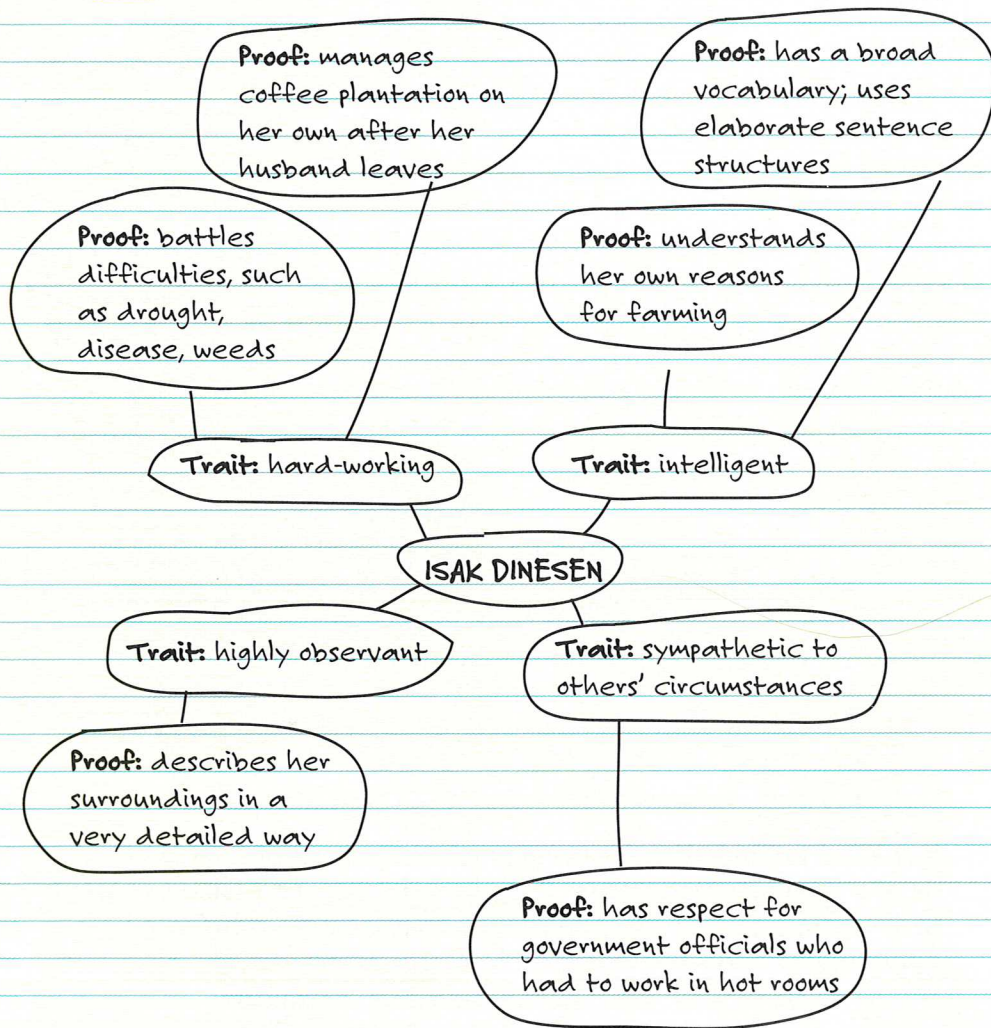 Proof: manages
coffee plantation on
her own after her
husband leaves
Proof: has a broad
vocabulary; uses
elaborate sentence
structures
Proof: battles
difficulties, such
as drought,
disease, weeds
Proof: understands
her own reasons
for farming
Trait: hard-working
Trait: intelligent
ISAK DINESEN
Trait: highly observant
Trait: sympathetic to
others' circumstances
Proof: describes her
surroundings in a
very detailed way
Proof: has respect for
government officials who
had to work in hot rooms